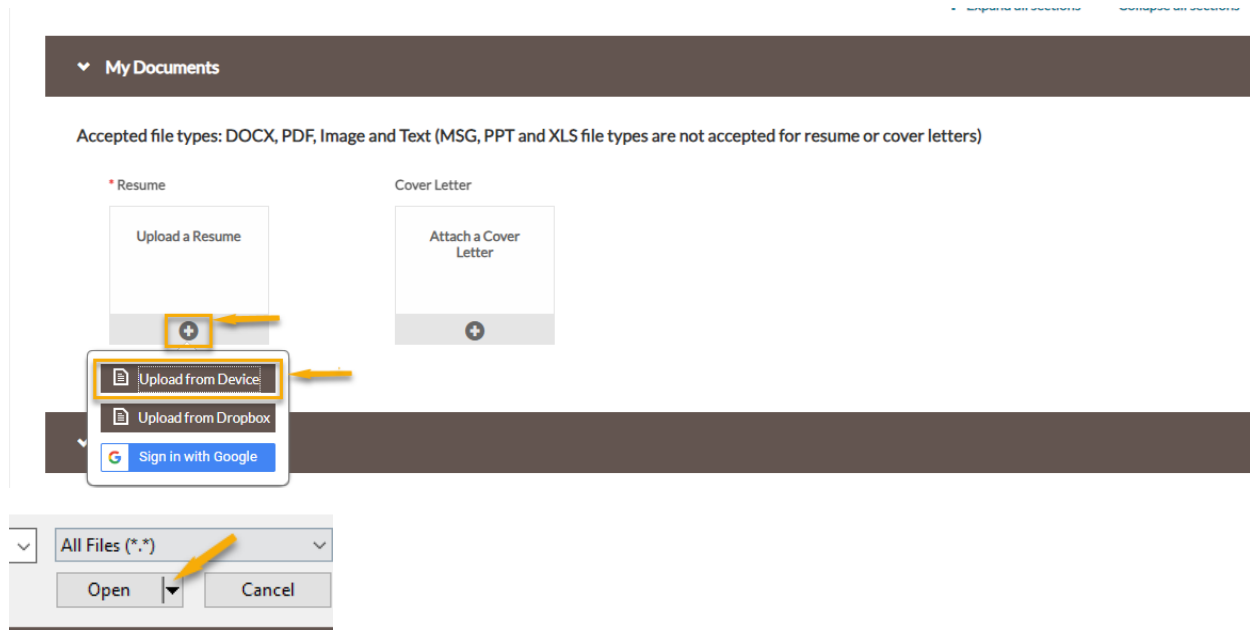 Expand all sections Collapse all sections
My Documents
Accepted file types: DOCX, PDF, Image and Text (MSG, PPT and XLS file types are not accepted for resume or cover letters)
* Resume Cover Letter
Upload a Resume
Attach a Cover
Letter
Upload from Device
Upload from Dropbox
G Sign in with Google
All Files (*.*)
Open Cancel